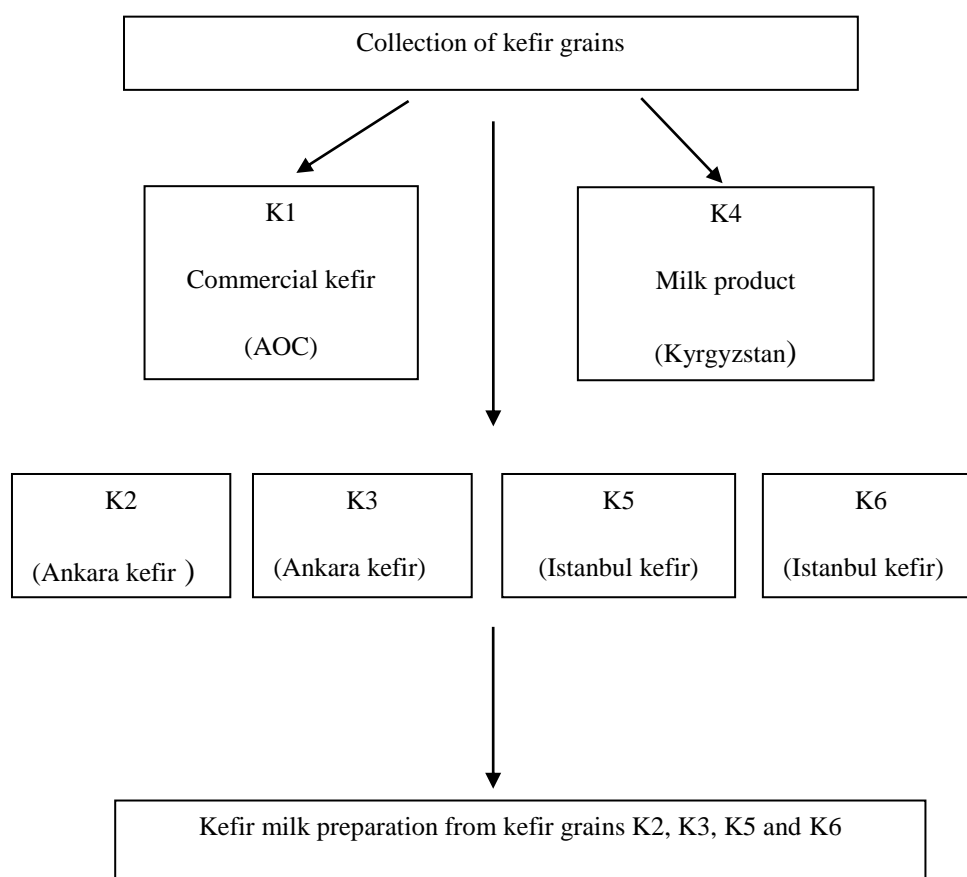 Collection of kefir grains
K1
Commercial kefir
(AOC)
K4
Milk product
(Kyrgyzstan)
K2
(Ankara kefir )
K3
(Ankara kefir)
K5
(Istanbul kefir)
K6
(Istanbul kefir)
Kefir milk preparation from kefir grains K2, K3, K5 and K6